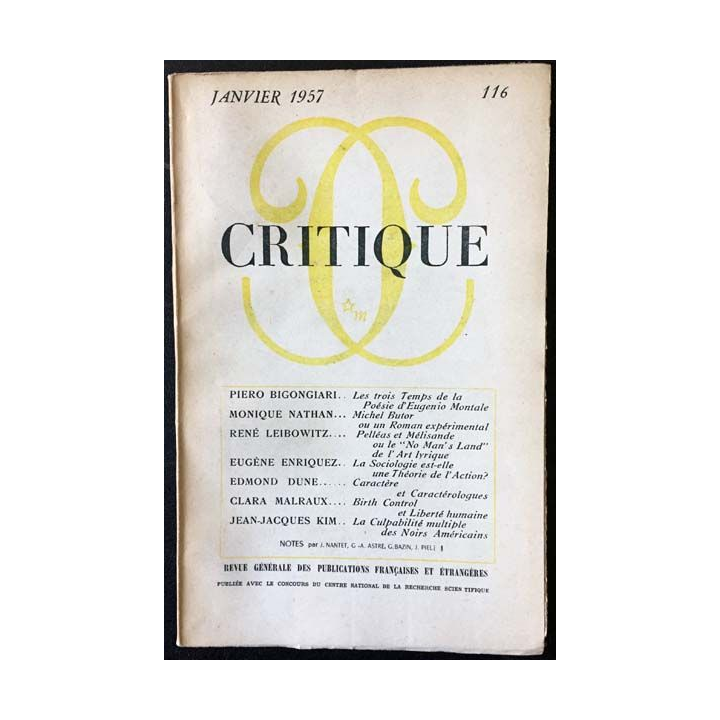 JANVIER 1957 116
CRITIQUE
m
PIERO BIGONGIARI.. Les trois Temps de la
Poésie d'Eugenio Montale
MONIQUE NATHAN... Michel Butor
ou un Roman expérimental
RENÉ LEIBOWITZ.... Pelléas et Mélisande
ou le "No Man's Land"
de l'Art lyrique
EUGÈNE ENRIQUEZ.. La Sociologie est-elle
une Théorie de l'Action?
EDMOND DUNE...... Caractère
et Caractérologues
CLARA MALRAUX.... Birth Control
et Liberté humaine
JEAN-JACQUES KIM.. La Culpabilité multiple
des Noirs Américains
NOTES par J. NANTET, G.-A. ASTRE, G. BAZIN, J. PIEL
REVUE GÉNÉRALE DES PUBLICATIONS FRANÇAISES ET ÉTRANGÈRES
PUBLIÉE AVEC LE CONCOURS DU CENTRE NATIONAL DE LA RECHERCHE SCIENTIFIQUE